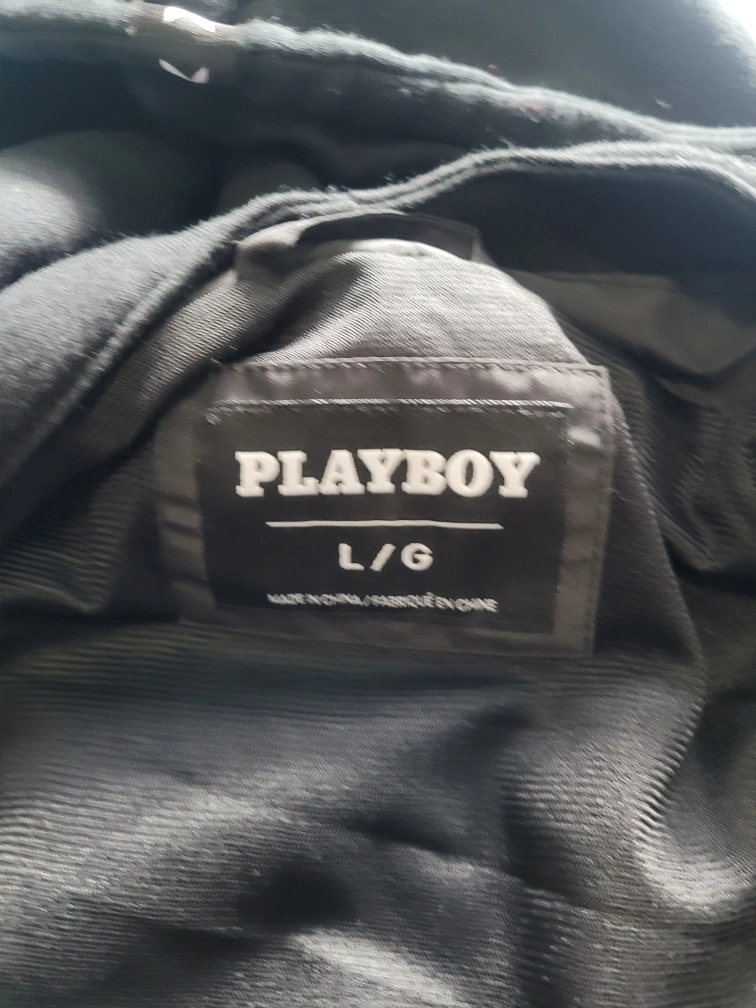 PLAYBOY
L/G
MADE IN CHINA / FABRIQUÉ EN CHINE